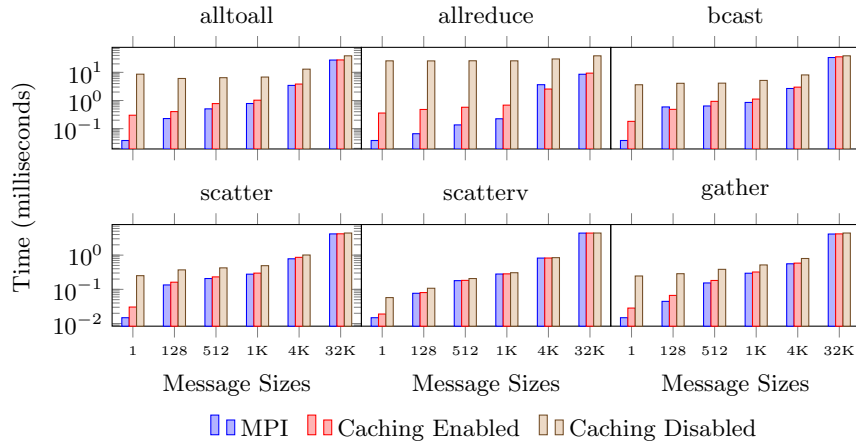 alltoall allreduce bcast
10^1
10^0
10^-1
scatter scatterv gather
10^0
10^-1
10^-2
Time (milliseconds)
1 128 512 1K 4K 32K 1 128 512 1K 4K 32K 1 128 512 1K 4K 32K
Message Sizes Message Sizes Message Sizes
MPI Caching Enabled Caching Disabled